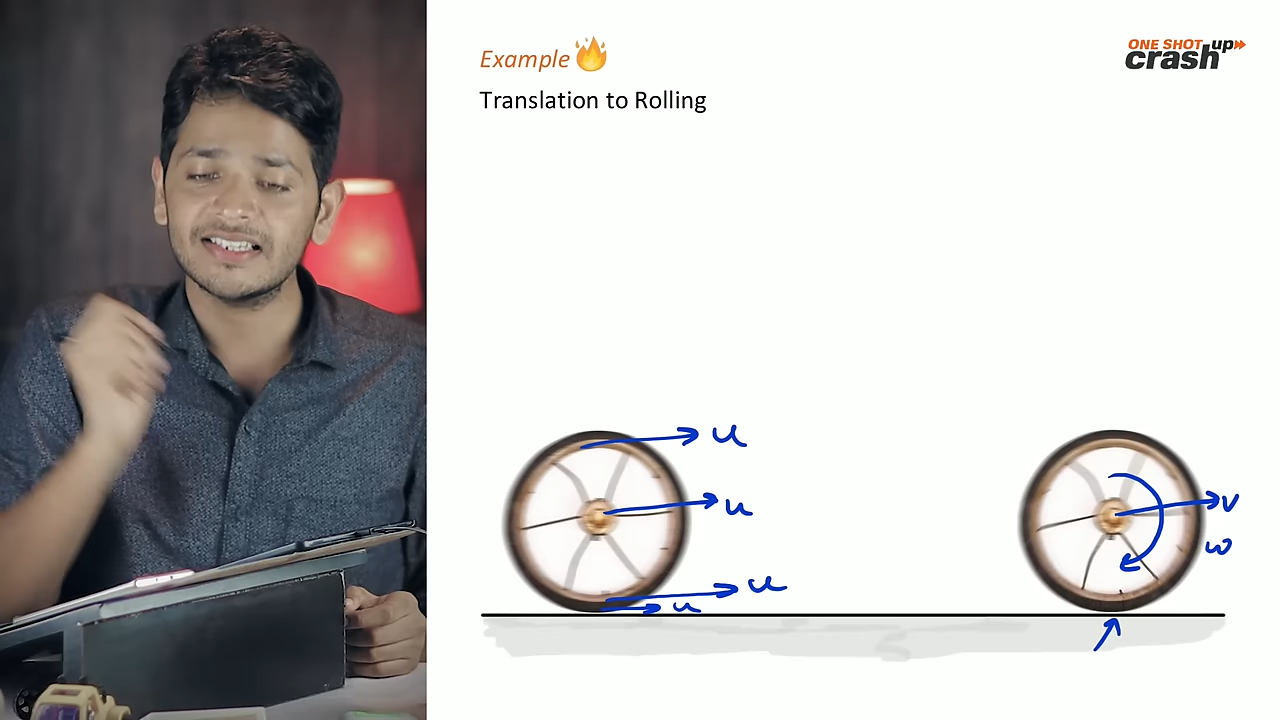 Example
ONE SHOT
crash up
Translation to Rolling
u
u
v
ω
u
u